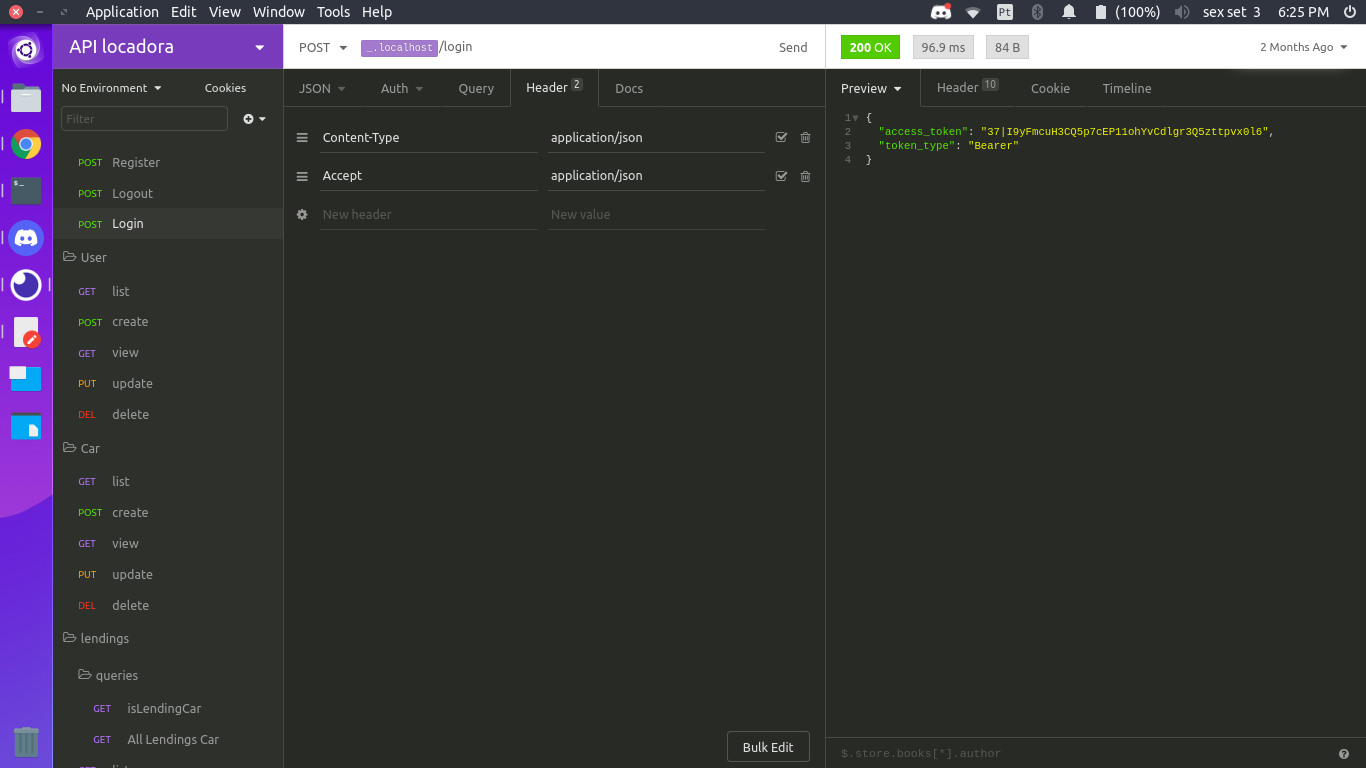 Application Edit View Window Tools Help
Pt (100%) sex set 3 6:25 PM
API locadora
POST _.localhost/login Send
200 OK 96.9 ms 84 B 2 Months Ago
No Environment Cookies
JSON Auth Query Header 2 Docs
Preview Header 10 Cookie Timeline
Filter
POST Register
POST Logout
POST Login
User
GET list
POST create
GET view
PUT update
DEL delete
Car
GET list
POST create
GET view
PUT update
DEL delete
lendings
queries
GET isLendingCar
GET All Lendings Car
Content-Type application/json
Accept application/json
New header New value
Bulk Edit
1 {
2 "access_token": "37|I9yFmcuH3CQ5p7cEP11ohYvCdlgr3Q5zttpvx0l6",
3 "token_type": "Bearer"
4 }
$.store.books[*].author